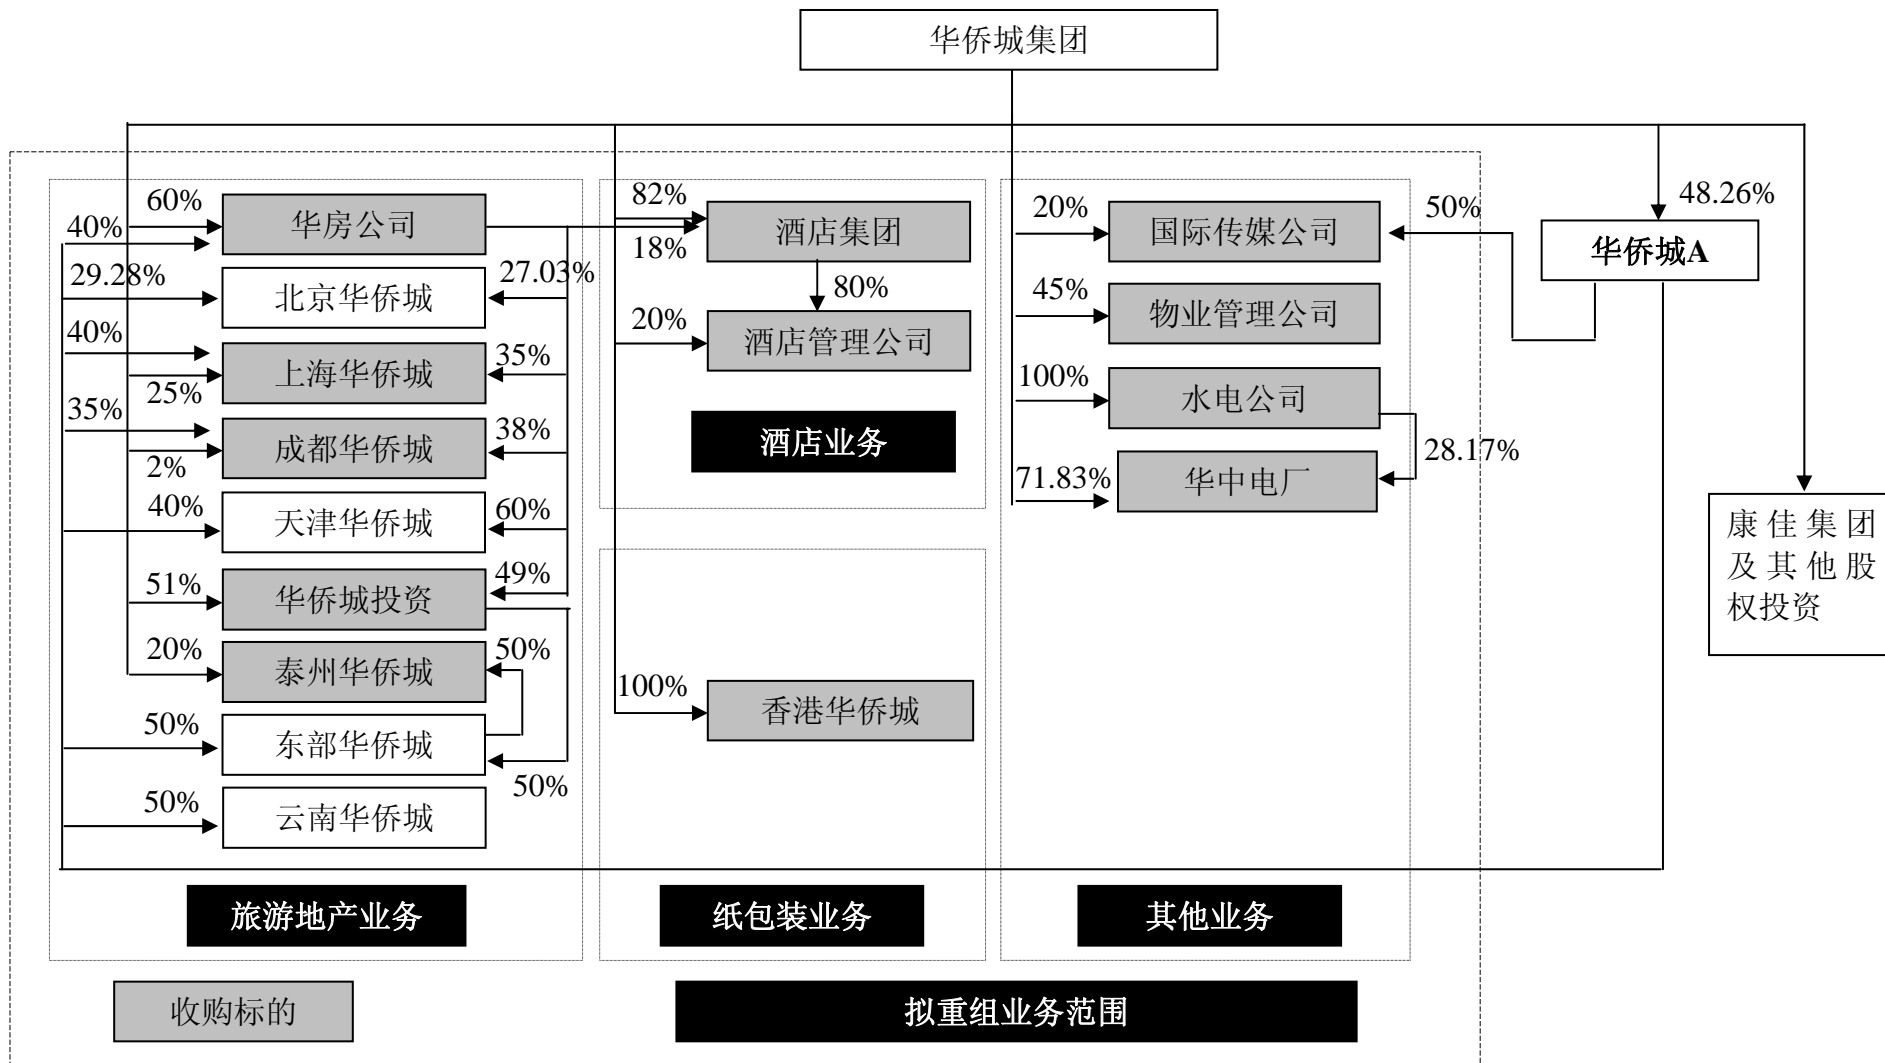 华侨城集团
60%
华房公司
40%
29.28%
北京华侨城
27.03%
40%
上海华侨城
35%
25%
35%
成都华侨城
38%
2%
40%
天津华侨城
60%
51%
华侨城投资
49%
20%
泰州华侨城
50%
50%
东部华侨城
50%
50%
云南华侨城
旅游地产业务
82%
18%
酒店集团
80%
20%
酒店管理公司
酒店业务
100%
香港华侨城
纸包装业务
20%
国际传媒公司
50%
45%
物业管理公司
100%
水电公司
28.17%
71.83%
华中电厂
其他业务
48.26%
华侨城A
康佳集团
及其他股
权投资
收购标的
拟重组业务范围